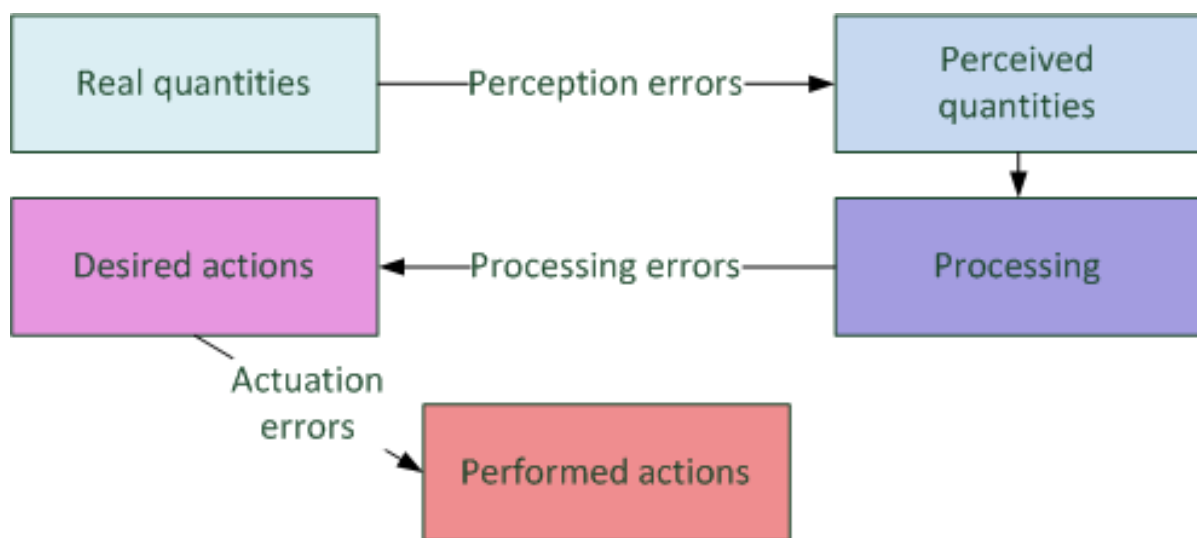 Real quantities
Perception errors
Perceived
quantities
Desired actions
Processing errors
Processing
Actuation
errors
Performed actions